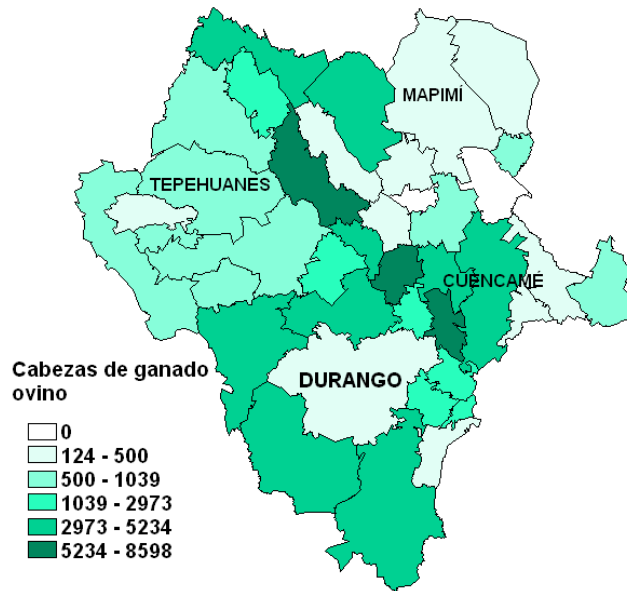 MAPIMÍ
TEPEHUANES
CUENCAMÉ
DURANGO
Cabezas de ganado
ovino
0
124 - 500
500 - 1039
1039 - 2973
2973 - 5234
5234 - 8598